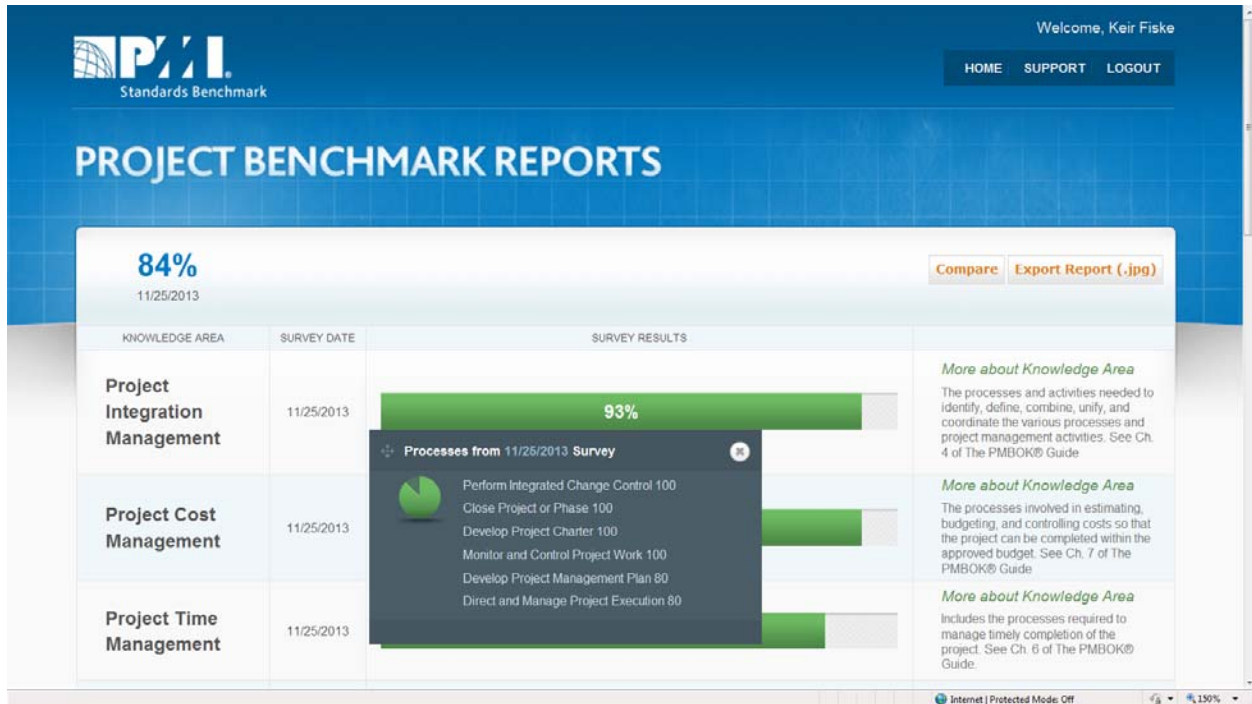 Welcome, Keir Fiske
PMI.
Standards Benchmark
HOME SUPPORT LOGOUT
PROJECT BENCHMARK REPORTS
84%
11/25/2013
Compare Export Report (.jpg)
KNOWLEDGE AREA SURVEY DATE SURVEY RESULTS
Project
Integration
Management
11/25/2013
93%
More about Knowledge Area
The processes and activities needed to
identify, define, combine, unify, and
coordinate the various processes and
project management activities. See Ch.
4 of The PMBOK® Guide
Processes from 11/25/2013 Survey
Perform Integrated Change Control 100
Close Project or Phase 100
Develop Project Charter 100
Monitor and Control Project Work 100
Develop Project Management Plan 80
Direct and Manage Project Execution 80
Project Cost
Management
11/25/2013
More about Knowledge Area
The processes involved in estimating,
budgeting, and controlling costs so that
the project can be completed within the
approved budget. See Ch. 7 of The
PMBOK® Guide
Project Time
Management
11/25/2013
More about Knowledge Area
Includes the processes required to
manage timely completion of the
project. See Ch. 6 of The PMBOK®
Guide.
Internet | Protected Mode: Off
150%